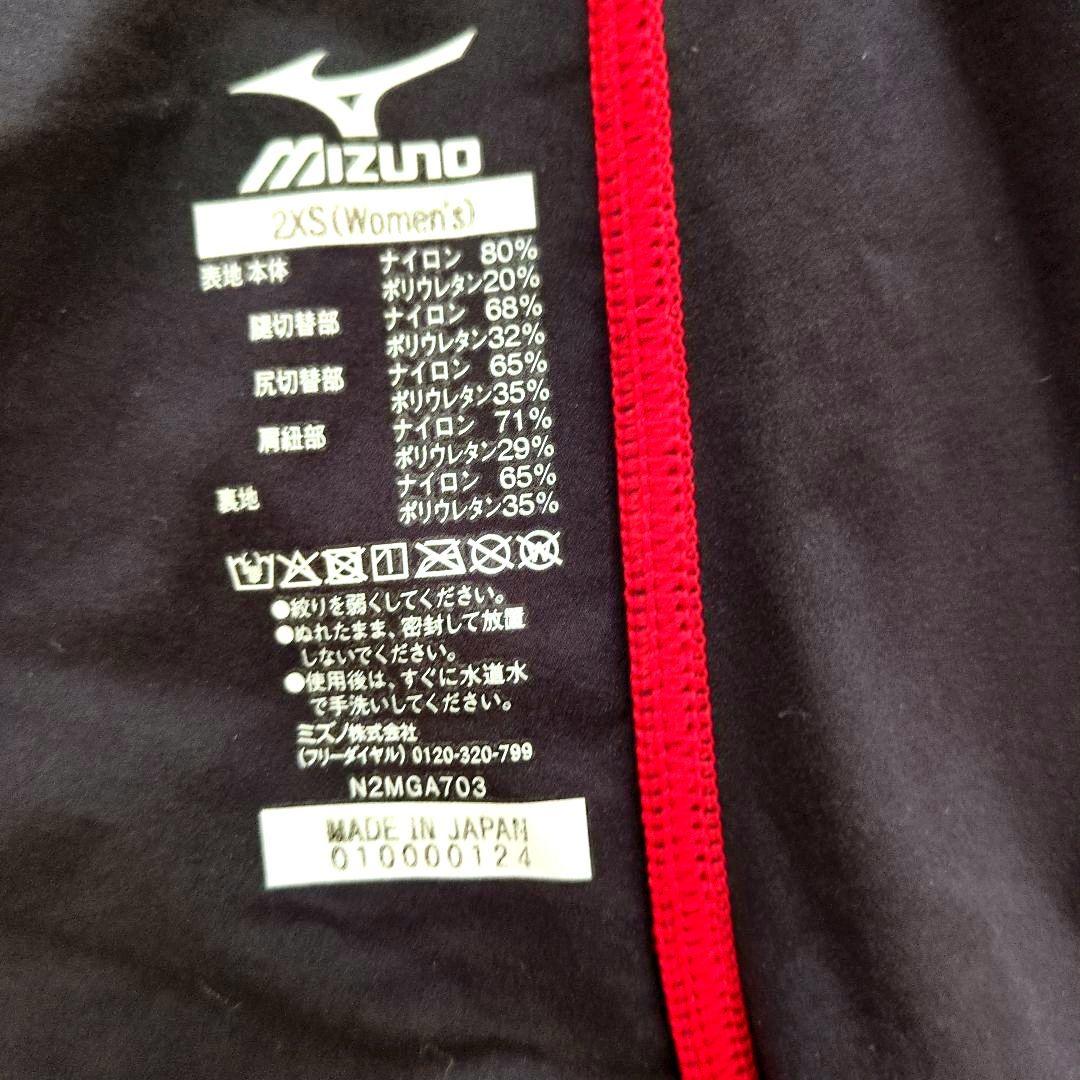 MIZUNO
2XS(Women's)
表地 本体 ナイロン 80%
ポリウレタン20%
腿切替部 ナイロン 68%
ポリウレタン32%
尻切替部 ナイロン 65%
ポリウレタン35%
肩紐部 ナイロン 71%
ポリウレタン29%
裏地 ナイロン 65%
ポリウレタン35%
●絞りを弱くしてください。
●ぬれたまま、密封して放置
しないでください。
●使用後は、すぐに水道水
で手洗いしてください。
ミズノ株式会社
(フリーダイヤル) 0120-320-799
N2MGA703
MADE IN JAPAN
010000124